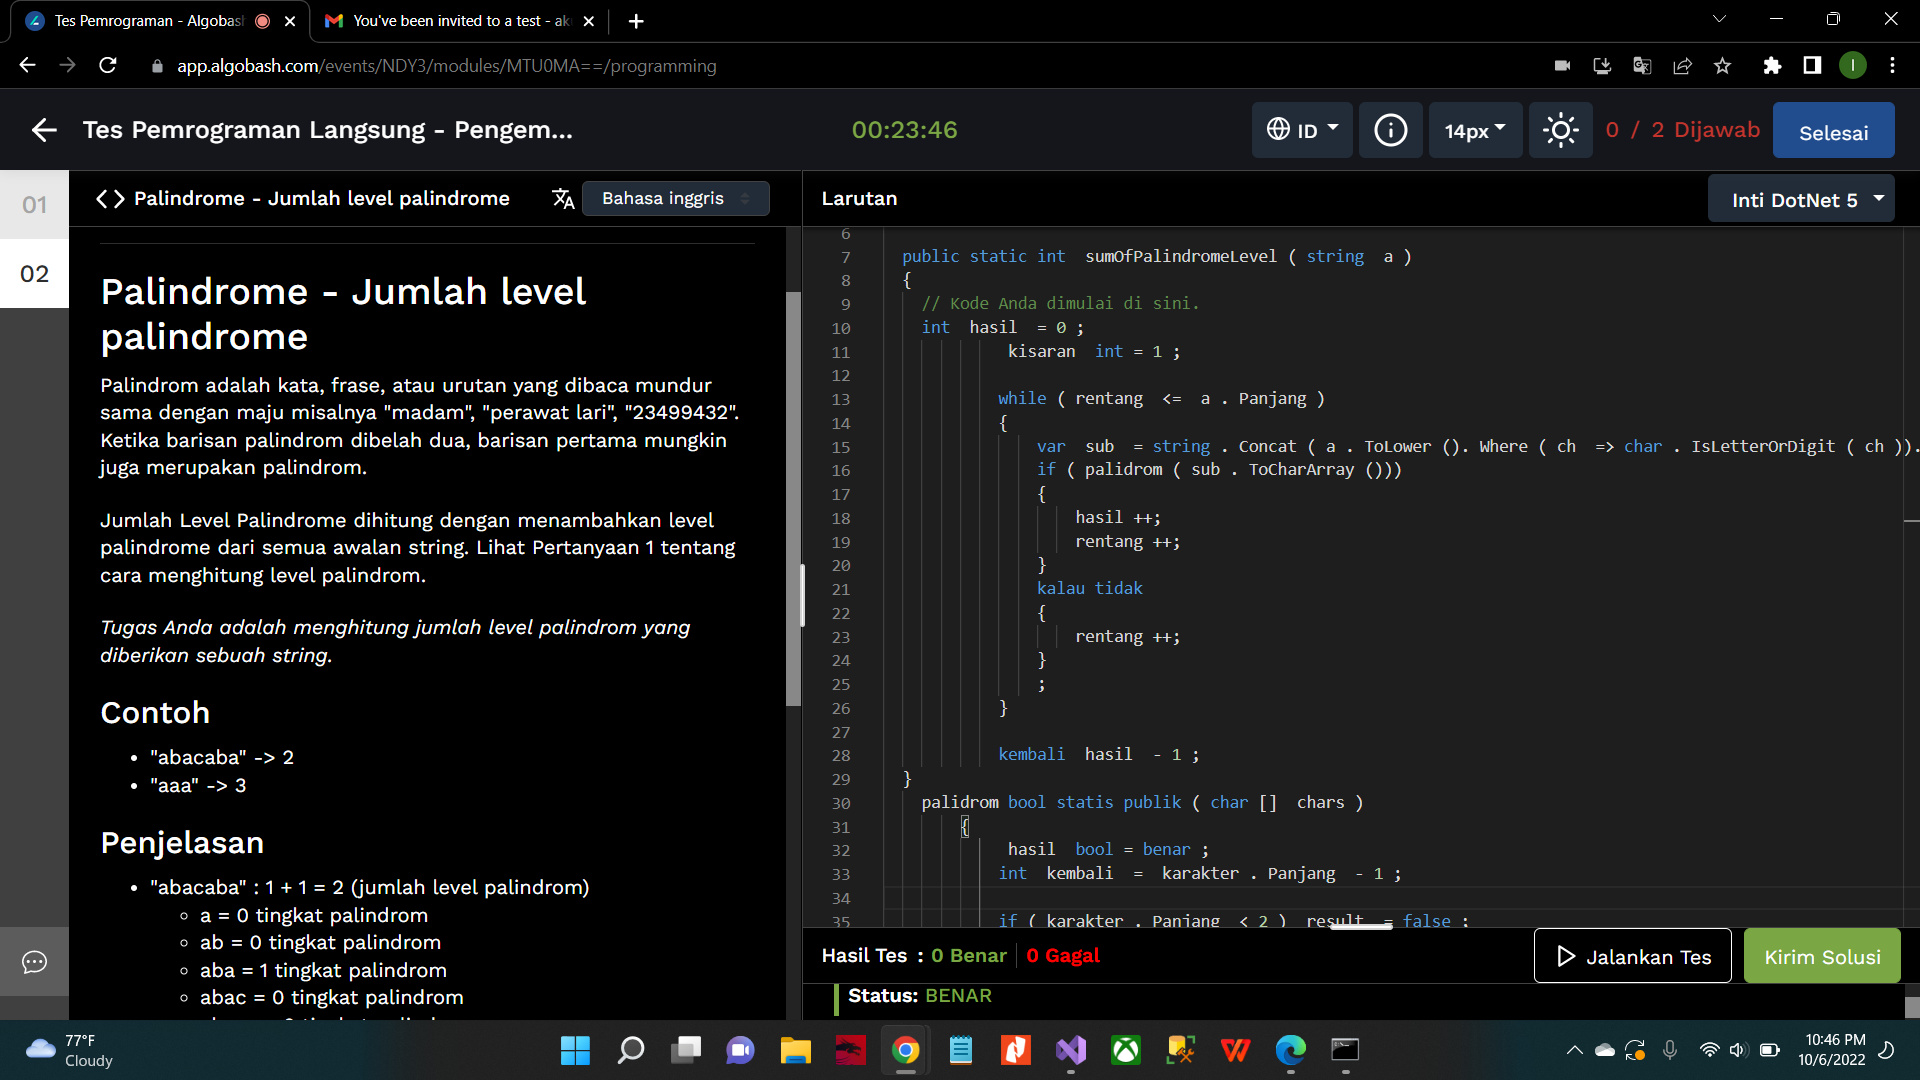 Tes Pemrograman - Algobash
You've been invited to a test - ak
app.algobash.com/events/NDY3/modules/MTU0MA==/programming
I
Tes Pemrograman Langsung - Pengem...
00:23:46
ID
14px
0 / 2 Dijawab
Selesai
01
02
Palindrome - Jumlah level palindrome
Bahasa inggris
Larutan
Inti DotNet 5
Palindrome - Jumlah level
palindrome
Palindrom adalah kata, frase, atau urutan yang dibaca mundur
sama dengan maju misalnya "madam", "perawat lari", "23499432".
Ketika barisan palindrom dibelah dua, barisan pertama mungkin
juga merupakan palindrom.
Jumlah Level Palindrome dihitung dengan menambahkan level
palindrome dari semua awalan string. Lihat Pertanyaan 1 tentang
cara menghitung level palindrom.
Tugas Anda adalah menghitung jumlah level palindrom yang
diberikan sebuah string.
Contoh
• "abacaba" -> 2
• "aaa" -> 3
Penjelasan
• "abacaba" : 1 + 1 = 2 (jumlah level palindrom)
◦ a = 0 tingkat palindrom
◦ ab = 0 tingkat palindrom
◦ aba = 1 tingkat palindrom
◦ abac = 0 tingkat palindrom
6
7 public static int sumOfPalindromeLevel ( string a )
8 {
9 // Kode Anda dimulai di sini.
10 int hasil = 0 ;
11 kisaran int = 1 ;
12
13 while ( rentang <= a . Panjang )
14 {
15 var sub = string . Concat ( a . ToLower (). Where ( ch => char . IsLetterOrDigit ( ch )).
16 if ( palidrom ( sub . ToCharArray ()))
17 {
18 hasil ++;
19 rentang ++;
20 }
21 kalau tidak
22 {
23 rentang ++;
24 }
25 ;
26 }
27
28 kembali hasil - 1 ;
29 }
30 palidrom bool statis publik ( char [] chars )
31 {
32 hasil bool = benar ;
33 int kembali = karakter . Panjang - 1 ;
34
35 if ( karakter . Panjang < 2 ) result = false ;
Hasil Tes : 0 Benar 0 Gagal
Jalankan Tes
Kirim Solusi
Status: BENAR
77°F
Cloudy
10:46 PM
10/6/2022